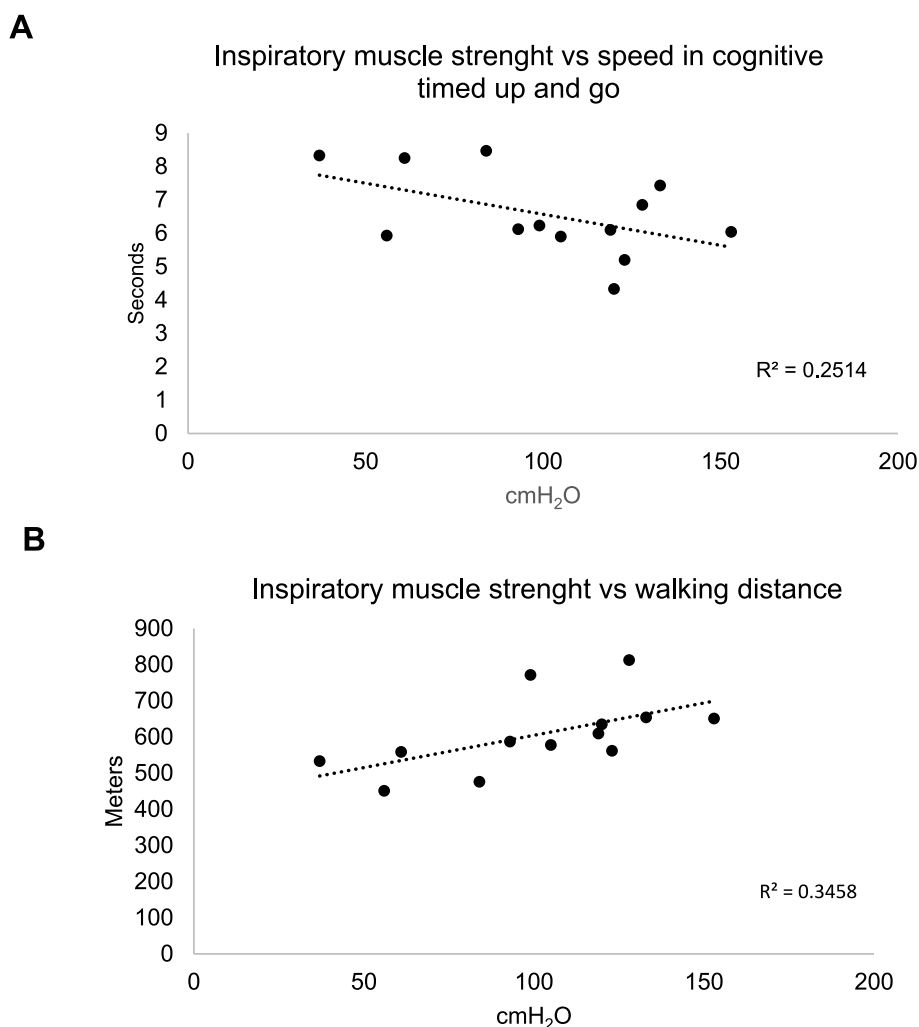 A
Inspiratory muscle strenght vs speed in cognitive
timed up and go
9
8
7
6
5
4
3
2
1
0
Seconds
R² = 0.2514
0 50 100 150 200
cmH₂O
B
Inspiratory muscle strenght vs walking distance
900
800
700
600
500
400
300
200
100
0
Meters
R² = 0.3458
0 50 100 150 200
cmH₂O